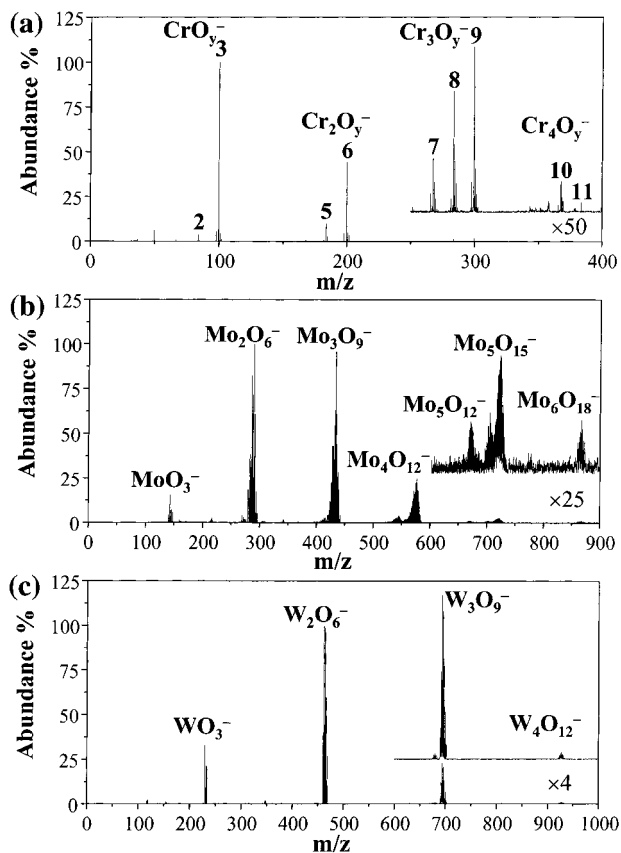 (a)
CrOy⁻
3
2
Cr2Oy⁻
6
5
Cr3Oy⁻
9
8
7
Cr4Oy⁻
10
11
×50
125
100
75
50
25
0
Abundance %
0 100 200 300 400
m/z
(b)
MoO3⁻
Mo2O6⁻
Mo3O9⁻
Mo4O12⁻
Mo5O12⁻
Mo5O15⁻
Mo6O18⁻
×25
125
100
75
50
25
0
Abundance %
0 100 200 300 400 500 600 700 800 900
m/z
(c)
WO3⁻
W2O6⁻
W3O9⁻
W4O12⁻
×4
125
100
75
50
25
0
Abundance %
0 100 200 300 400 500 600 700 800 900 1000
m/z